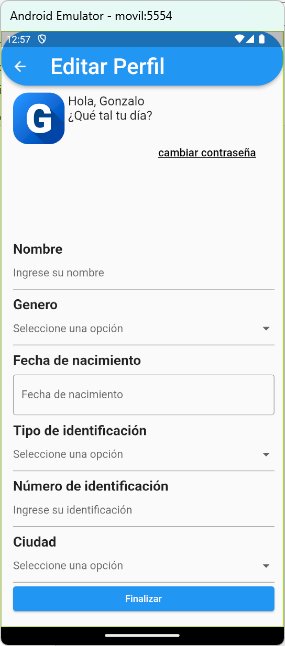 Android Emulator - movil:5554
12:57
Editar Perfil
G
Hola, Gonzalo
¿Qué tal tu día?
cambiar contraseña
Nombre
Ingrese su nombre
Genero
Seleccione una opción
Fecha de nacimiento
Fecha de nacimiento
Tipo de identificación
Seleccione una opción
Número de identificación
Ingrese su identificación
Ciudad
Seleccione una opción
Finalizar